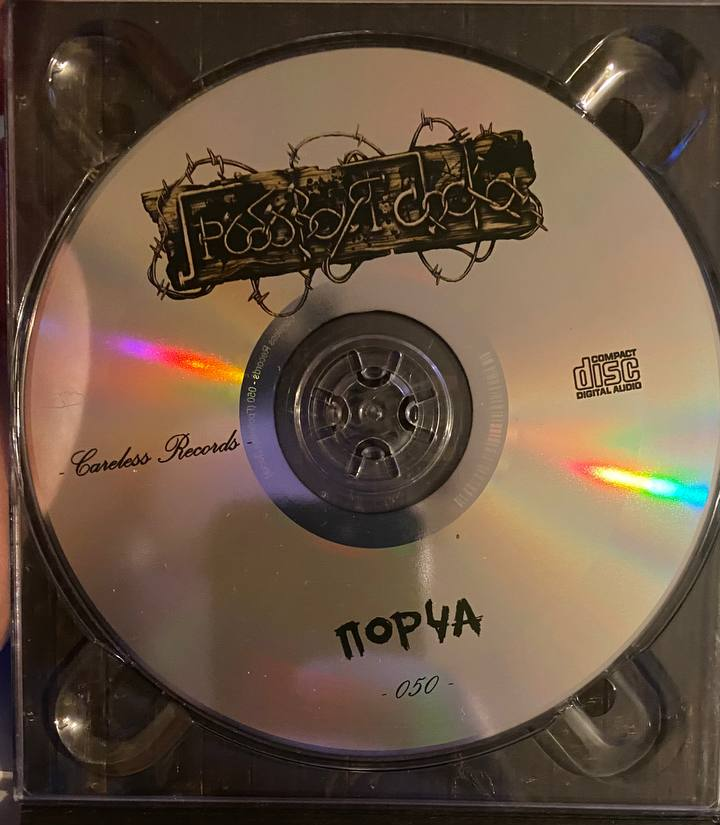 COMPACT
disc
DIGITAL AUDIO
- Careless Records -
ПОРЧА
- 050 -